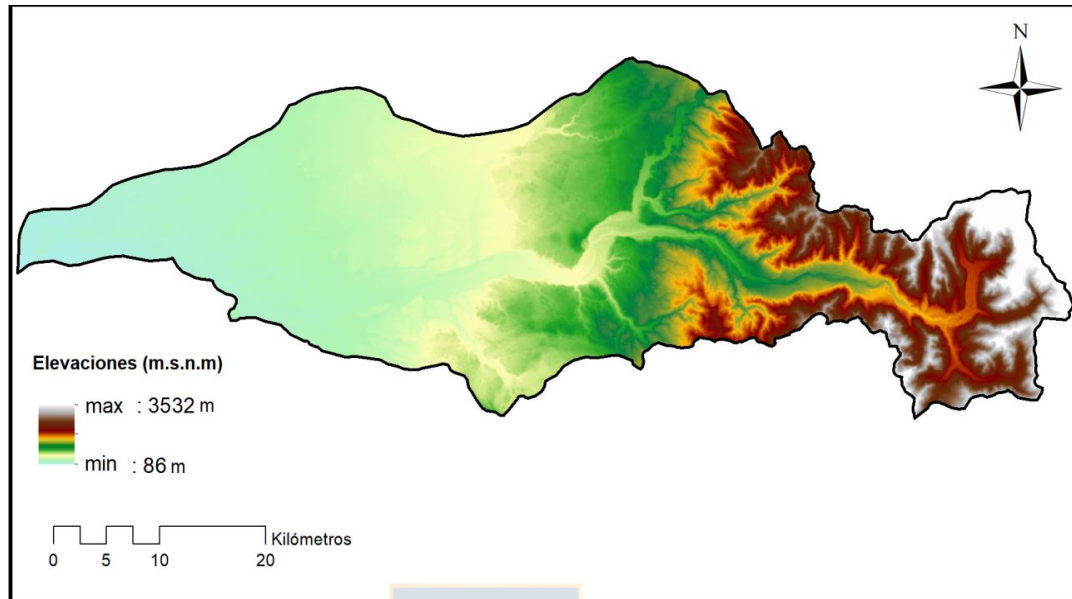 N
Elevaciones (m.s.n.m)
max : 3532 m
min : 86 m
Kilómetros
0 5 10 20